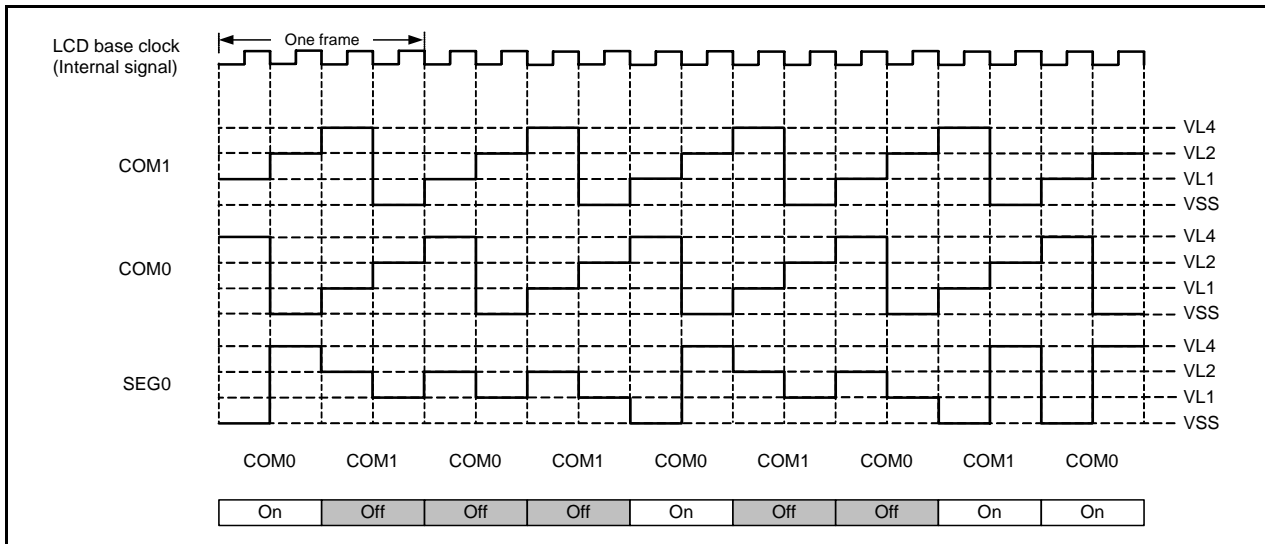 LCD base clock
(Internal signal)
One frame
COM1
VL4
VL2
VL1
VSS
COM0
VL4
VL2
VL1
VSS
SEG0
VL4
VL2
VL1
VSS
COM0 COM1 COM0 COM1 COM0 COM1 COM0 COM1 COM0
On Off Off Off On Off Off On On